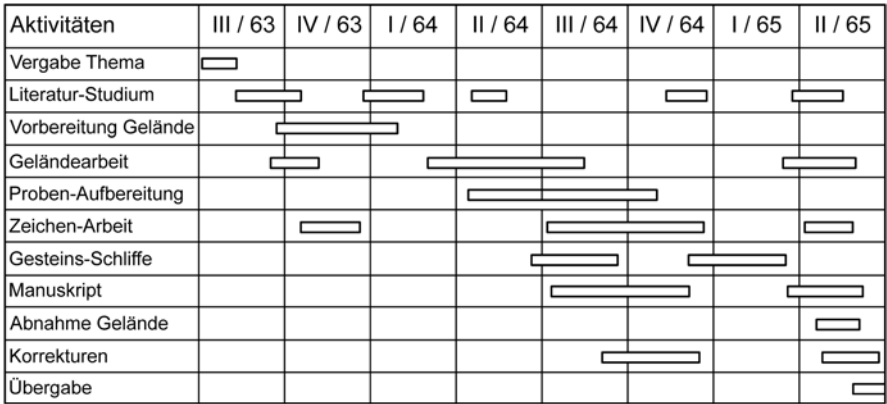 Aktivitäten III / 63 IV / 63 I / 64 II / 64 III / 64 IV / 64 I / 65 II / 65
Vergabe Thema
Literatur-Studium
Vorbereitung Gelände
Geländearbeit
Proben-Aufbereitung
Zeichen-Arbeit
Gesteins-Schliffe
Manuskript
Abnahme Gelände
Korrekturen
Übergabe